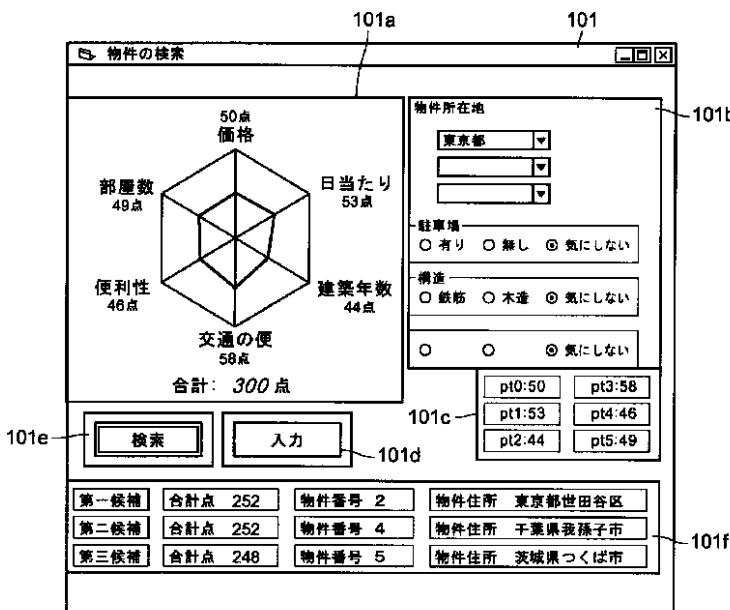 101a
101
物件の検索
50点
価格
部屋数
49点
日当たり
53点
便利性
46点
建築年数
44点
交通の便
58点
合計: 300 点
物件所在地
101b
東京都
駐車場
有り 無し 気にしない
構造
鉄筋 木造 気にしない
気にしない
101c
pt0:50 pt3:58
pt1:53 pt4:46
pt2:44 pt5:49
101e
検索
入力
101d
第一候補 合計点 252 物件番号 2 物件住所 東京都世田谷区
第二候補 合計点 252 物件番号 4 物件住所 千葉県我孫子市
第三候補 合計点 248 物件番号 5 物件住所 茨城県つくば市
101f